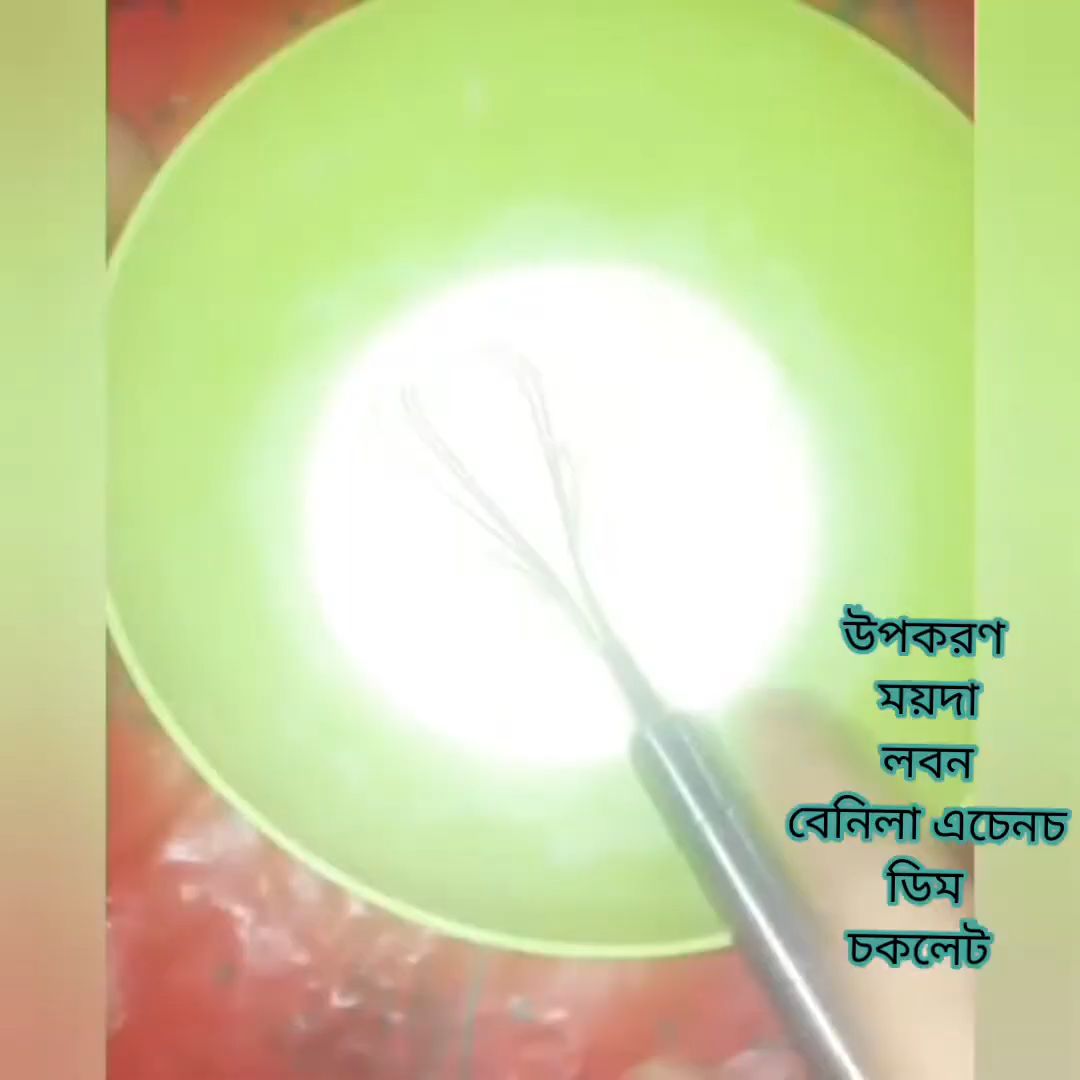 উপকরণ
ময়দা
লবন
বেনিলা এচেনচ
ডিম
চকলেট